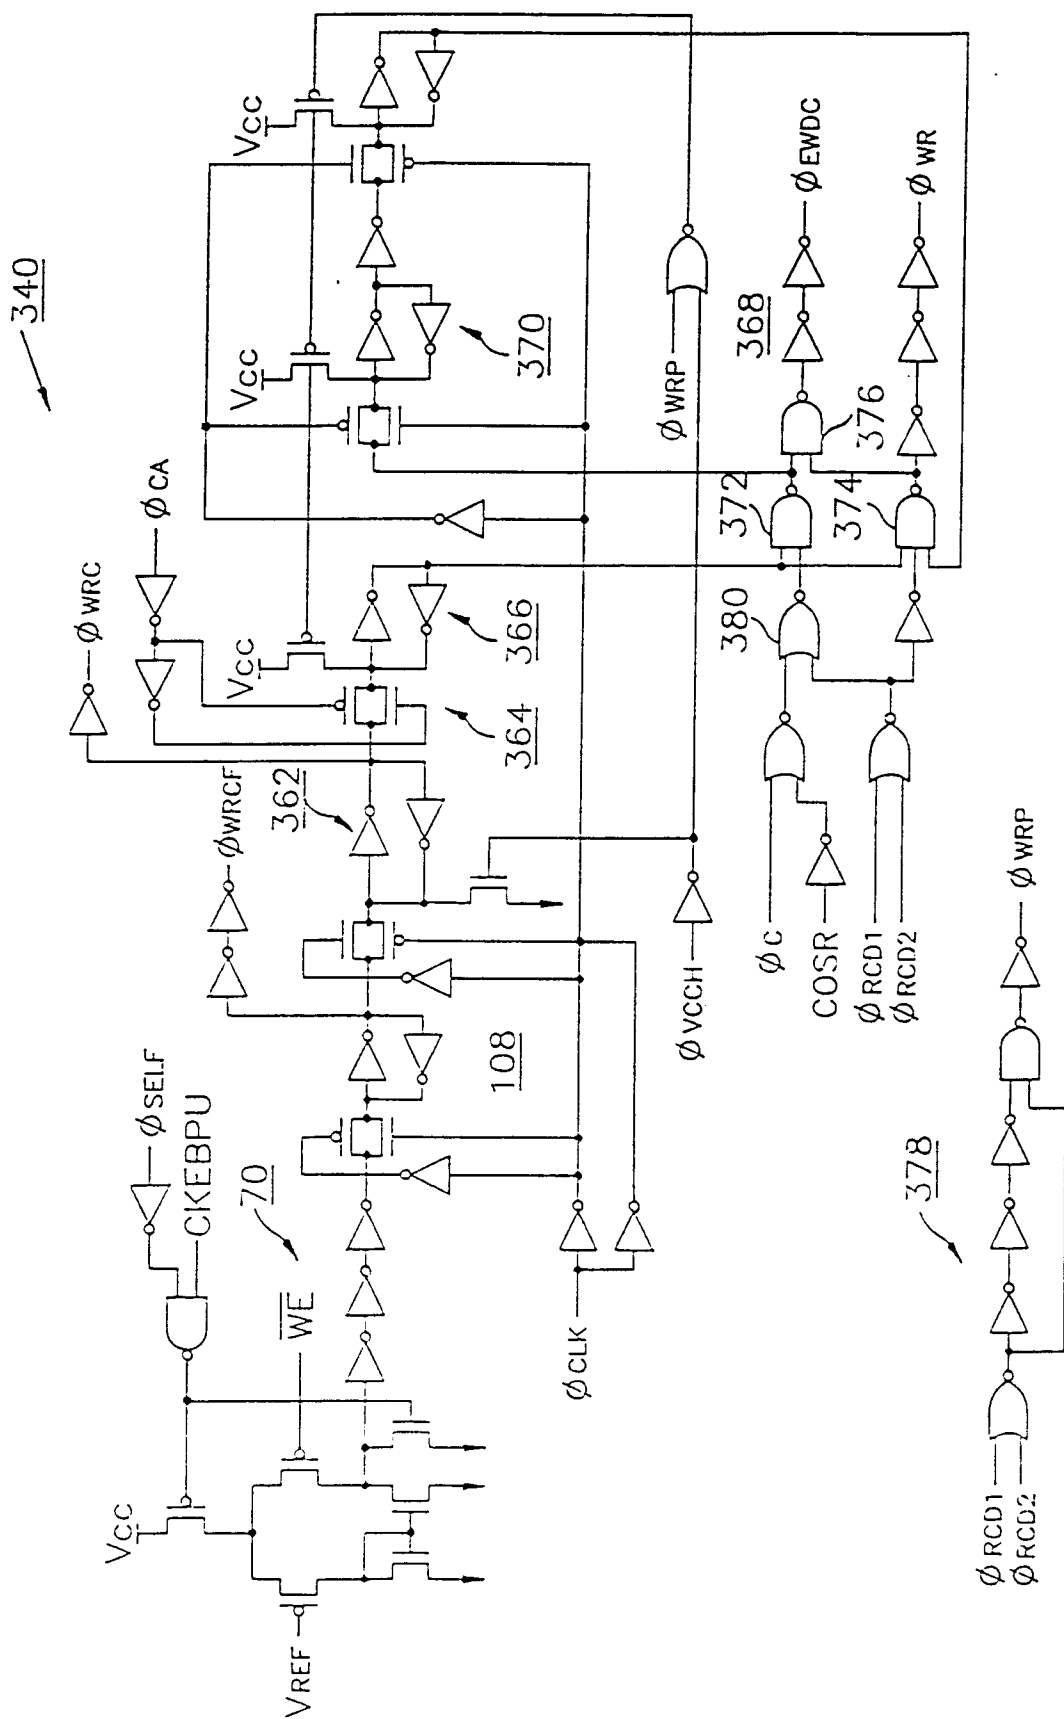 340
VCC
VCC
VCC
VCC
ϕCA
ϕWRC
ϕWRCF
ϕSELF
CKEBPU
W̅E̅
VREF
70
108
362
364
366
370
ϕCLK
ϕVCCH
ϕWRP
ϕC
COSR
ϕRCD1
ϕRCD2
380
372
374
376
368
ϕEWDC
ϕWR
378
ϕRCD1
ϕRCD2
ϕWRP